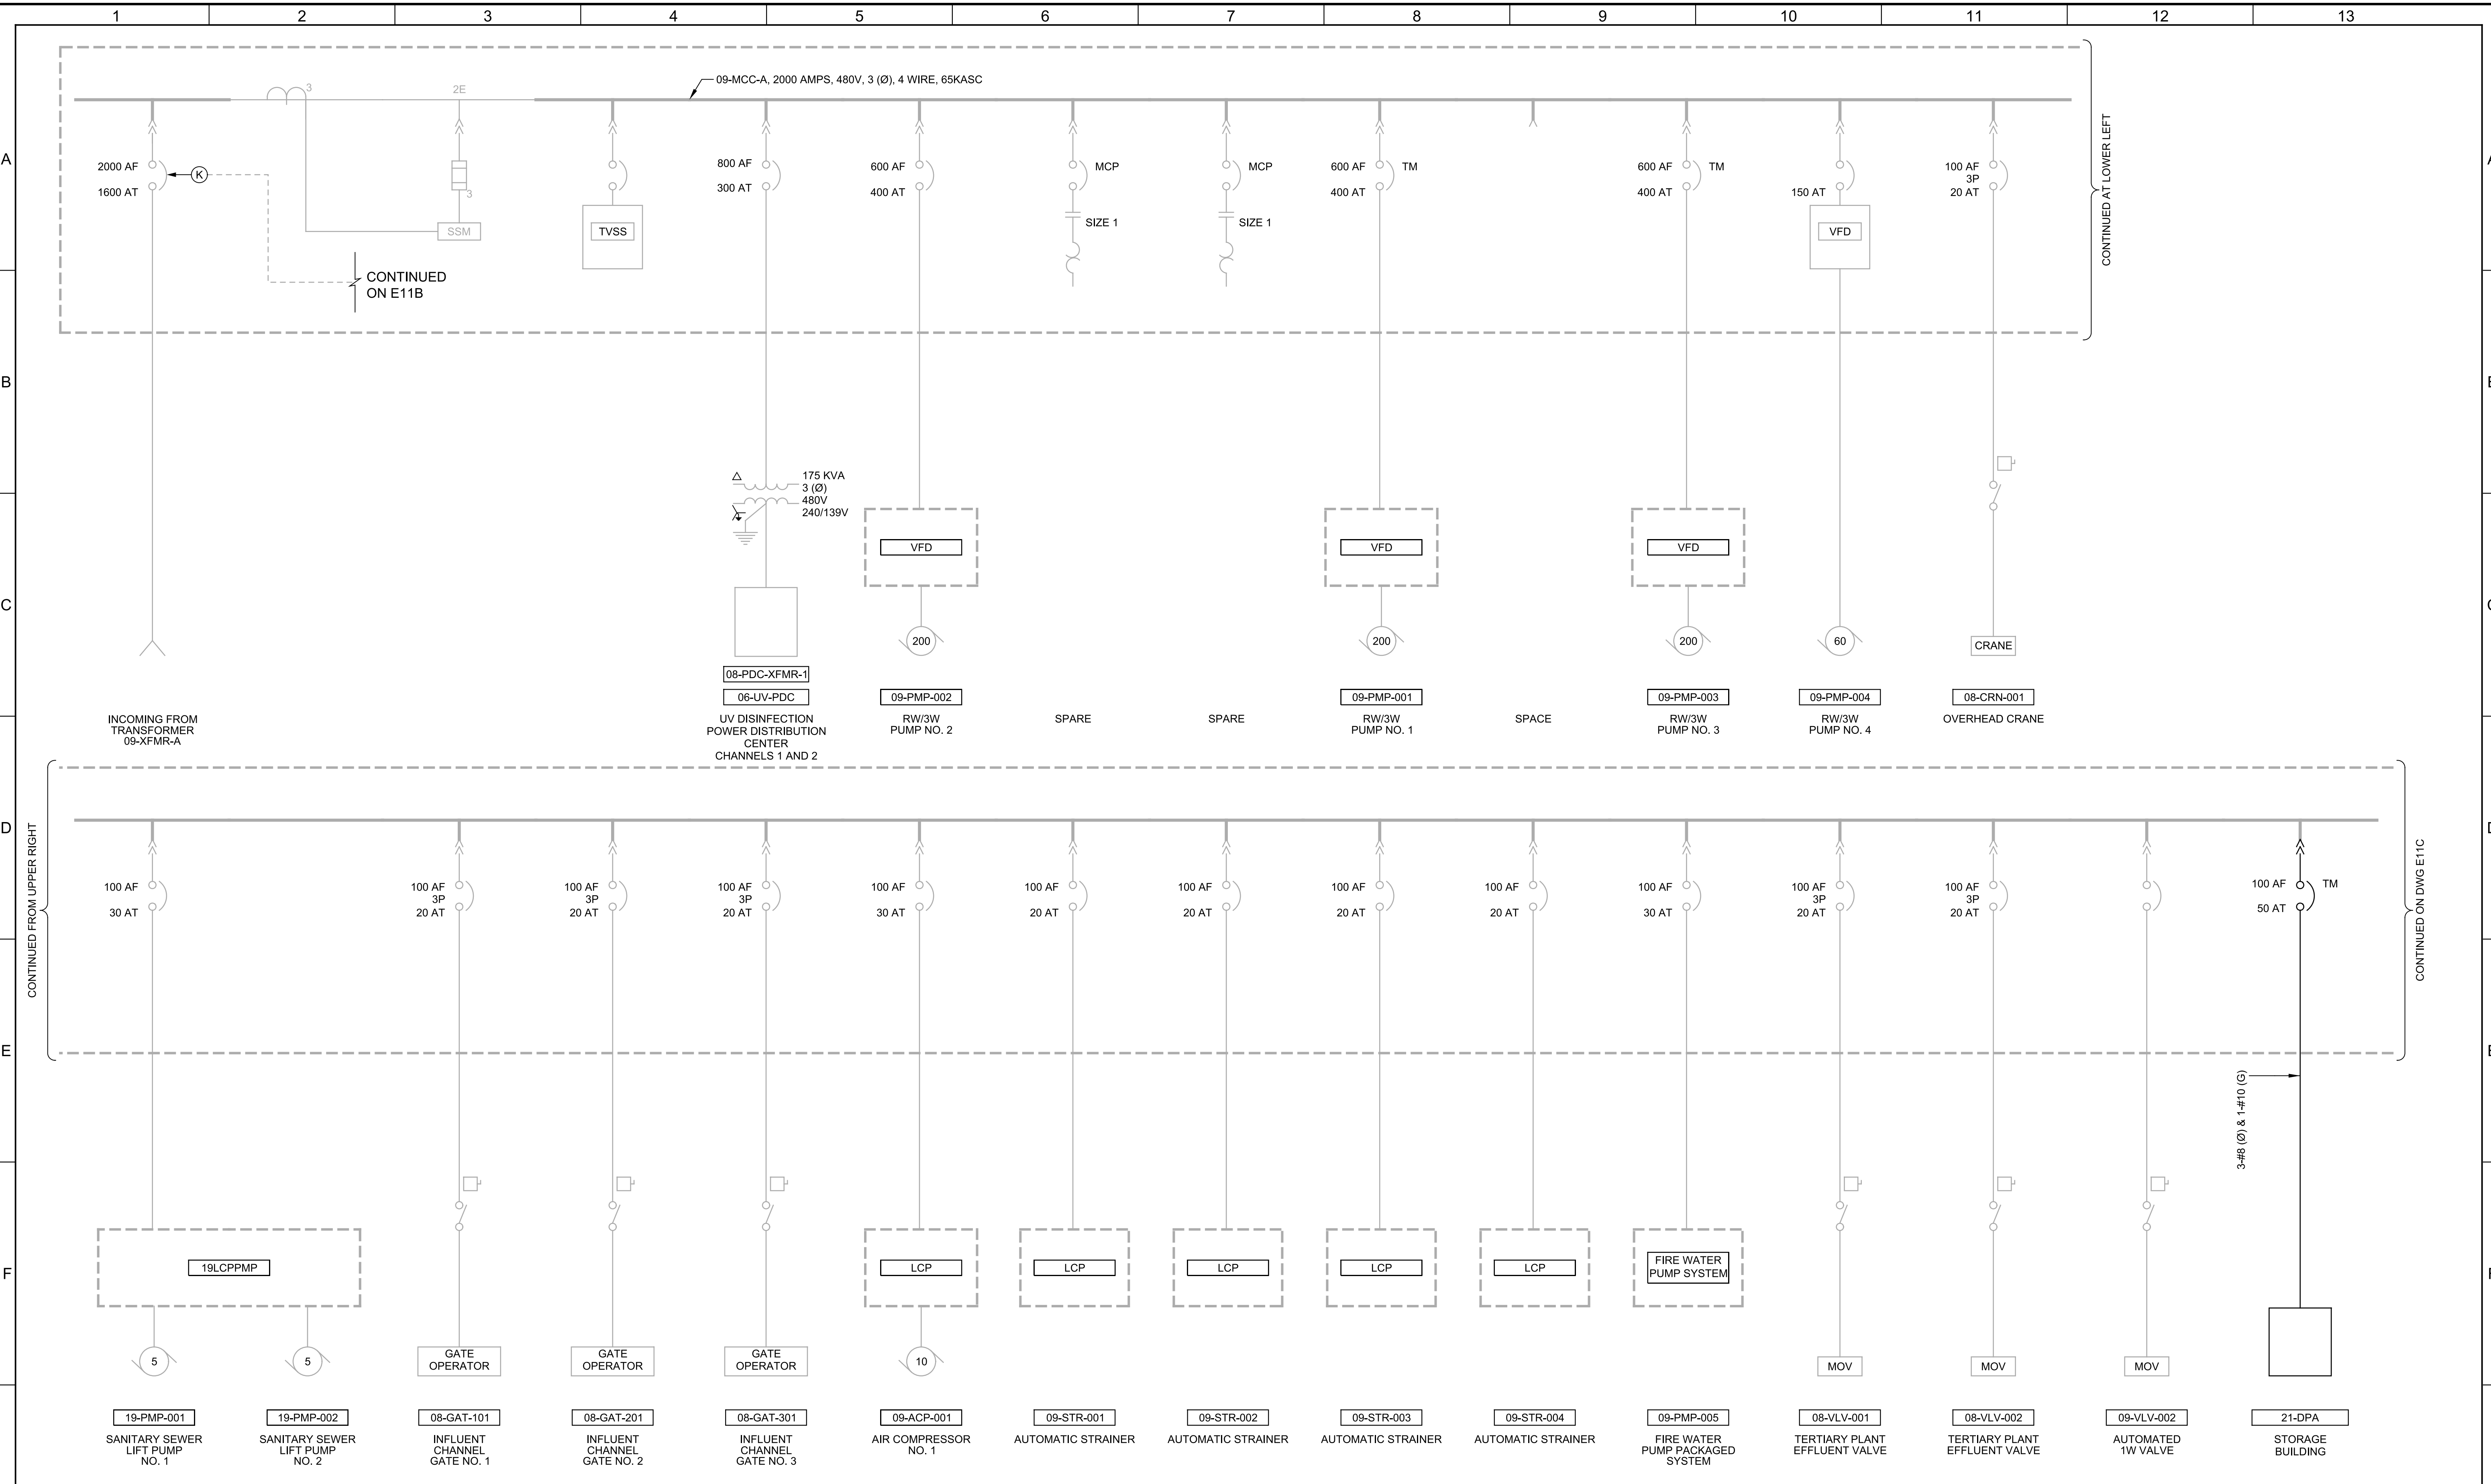 1 2 3 4 5 6 7 8 9 10 11 12 13
A
B
C
D
E
F
09-MCC-A, 2000 AMPS, 480V, 3 (Ø), 4 WIRE, 65KASC
3
2E
2000 AF
1600 AT
K
3
SSM
TVSS
CONTINUED
ON E11B
800 AF
300 AT
600 AF
400 AT
MCP
SIZE 1
MCP
SIZE 1
600 AF TM
400 AT
600 AF TM
400 AT
150 AT
VFD
100 AF
3P
20 AT
CONTINUED AT LOWER LEFT
175 KVA
3 (Ø)
480V
240/139V
VFD
VFD
VFD
200
200
200
60
CRANE
INCOMING FROM
TRANSFORMER
09-XFMR-A
08-PDC-XFMR-1
06-UV-PDC
UV DISINFECTION
POWER DISTRIBUTION
CENTER
CHANNELS 1 AND 2
09-PMP-002
RW/3W
PUMP NO. 2
SPARE
SPARE
09-PMP-001
RW/3W
PUMP NO. 1
SPACE
09-PMP-003
RW/3W
PUMP NO. 3
09-PMP-004
RW/3W
PUMP NO. 4
08-CRN-001
OVERHEAD CRANE
CONTINUED FROM UPPER RIGHT
100 AF
30 AT
100 AF
3P
20 AT
100 AF
3P
20 AT
100 AF
3P
20 AT
100 AF
30 AT
100 AF
20 AT
100 AF
20 AT
100 AF
20 AT
100 AF
20 AT
100 AF
30 AT
100 AF
3P
20 AT
100 AF
3P
20 AT
100 AF TM
50 AT
CONTINUED ON DWG E11C
3-#8 (Ø) & 1-#10 (G)
19LCPPMP
LCP
LCP
LCP
LCP
LCP
FIRE WATER
PUMP SYSTEM
5
5
GATE
OPERATOR
GATE
OPERATOR
GATE
OPERATOR
10
MOV
MOV
MOV
19-PMP-001
SANITARY SEWER
LIFT PUMP
NO. 1
19-PMP-002
SANITARY SEWER
LIFT PUMP
NO. 2
08-GAT-101
INFLUENT
CHANNEL
GATE NO. 1
08-GAT-201
INFLUENT
CHANNEL
GATE NO. 2
08-GAT-301
INFLUENT
CHANNEL
GATE NO. 3
09-ACP-001
AIR COMPRESSOR
NO. 1
09-STR-001
AUTOMATIC STRAINER
09-STR-002
AUTOMATIC STRAINER
09-STR-003
AUTOMATIC STRAINER
09-STR-004
AUTOMATIC STRAINER
09-PMP-005
FIRE WATER
PUMP PACKAGED
SYSTEM
08-VLV-001
TERTIARY PLANT
EFFLUENT VALVE
08-VLV-002
TERTIARY PLANT
EFFLUENT VALVE
09-VLV-002
AUTOMATED
1W VALVE
21-DPA
STORAGE
BUILDING